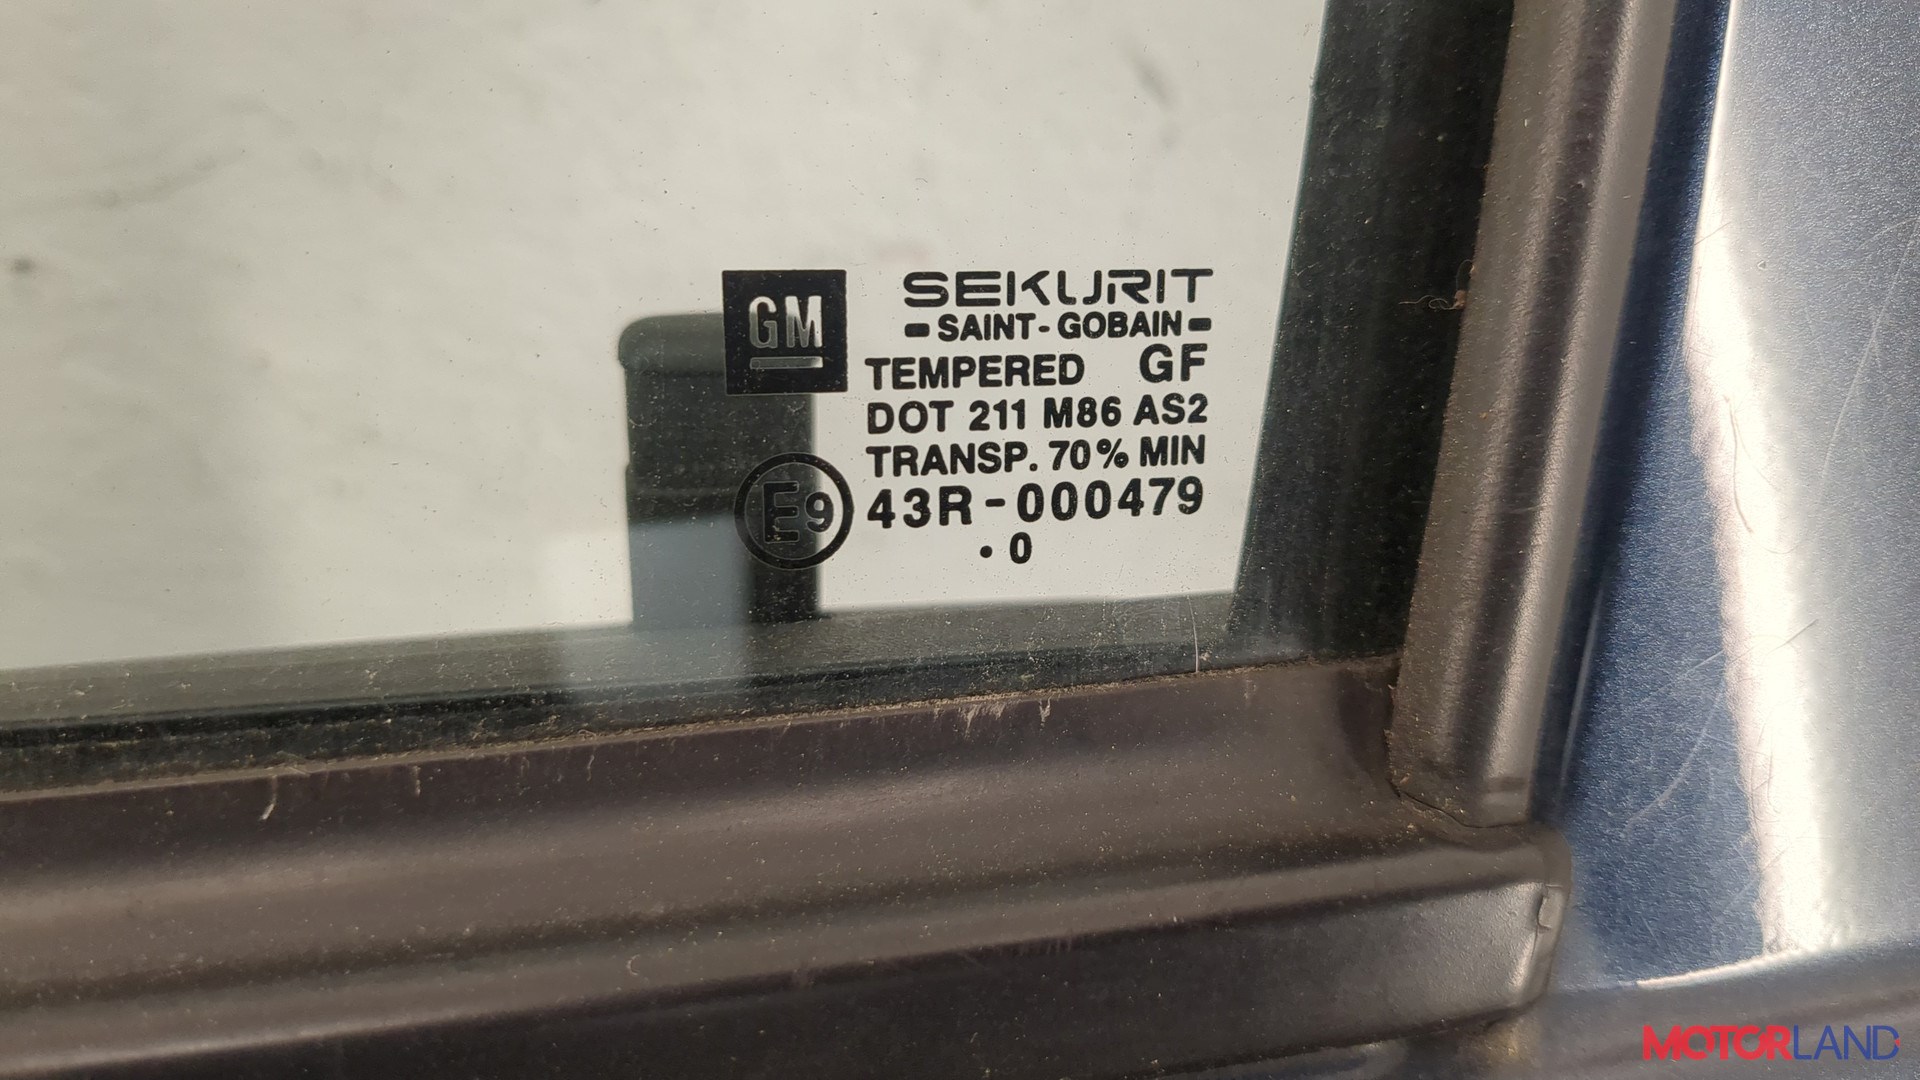 GM
SEKURIT
SAINT-GOBAIN
TEMPERED GF
DOT 211 M86 AS2
TRANSP. 70% MIN
E9 43R-000479
• 0
MOTORLAND